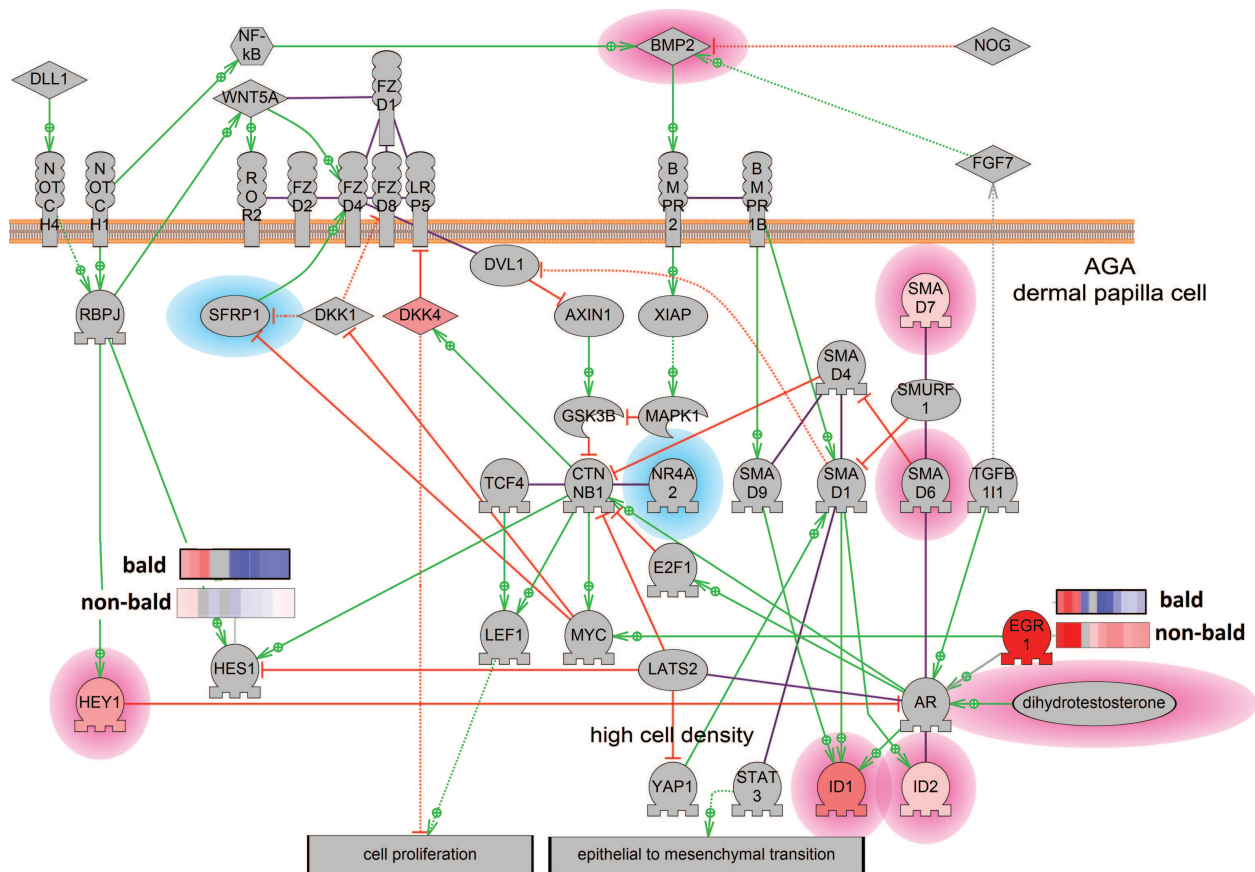 NF-
kB
BMP2
NOG
DLL1
WNT5A
FZ
D1
FGF7
N
OT
C
H4
N
OT
C
H1
R
O
R2
FZ
D2
FZ
D4
FZ
D8
LR
P5
B
M
PR
2
B
M
PR
1B
AGA
dermal papilla cell
DVL1
SMA
D7
RBPJ
SFRP1
DKK1
DKK4
AXIN1
XIAP
SMA
D4
SMURF
1
GSK3B
MAPK1
TCF4
CTN
NB1
NR4A
2
SMA
D9
SMA
D1
SMA
D6
TGFB
1I1
bald
non-bald
E2F1
LEF1
MYC
HES1
LATS2
EGR
1
bald
non-bald
HEY1
AR
dihydrotestosterone
high cell density
YAP1
STAT
3
ID1
ID2
cell proliferation
epithelial to mesenchymal transition